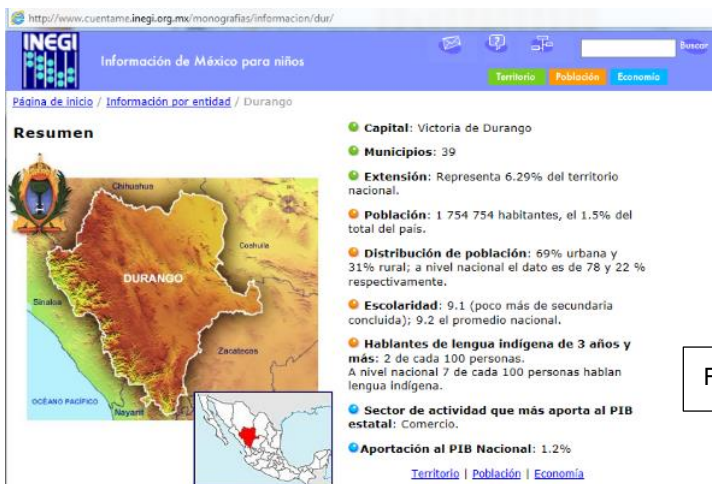 http://www.cuentame.inegi.org.mx/monografias/informacion/dur/
INEGI
Información de México para niños
Buscar
Territorio Población Economía
Página de inicio / Información por entidad / Durango
Resumen
Chihuahua
Coahuila
DURANGO
Sinaloa
Zacatecas
OCÉANO PACÍFICO
Nayarit
Capital: Victoria de Durango
Municipios: 39
Extensión: Representa 6.29% del territorio
nacional.
Población: 1 754 754 habitantes, el 1.5% del
total del país.
Distribución de población: 69% urbana y
31% rural; a nivel nacional el dato es de 78 y 22 %
respectivamente.
Escolaridad: 9.1 (poco más de secundaria
concluida); 9.2 el promedio nacional.
Hablantes de lengua indígena de 3 años y
más: 2 de cada 100 personas.
A nivel nacional 7 de cada 100 personas hablan
lengua indígena.
Sector de actividad que más aporta al PIB
estatal: Comercio.
Aportación al PIB Nacional: 1.2%
Territorio | Población | Economía
F